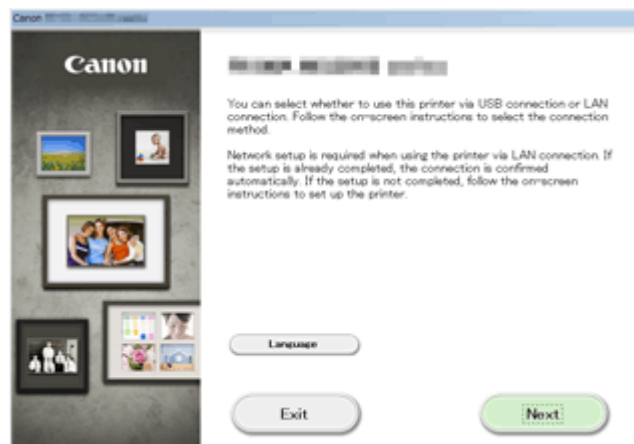 Canon
Canon
series
You can select whether to use this printer via USB connection or LAN
connection. Follow the on-screen instructions to select the connection
method.
Network setup is required when using the printer via LAN connection. If
the setup is already completed, the connection is confirmed
automatically. If the setup is not completed, follow the on-screen
instructions to set up the printer.
Language
Exit
Next